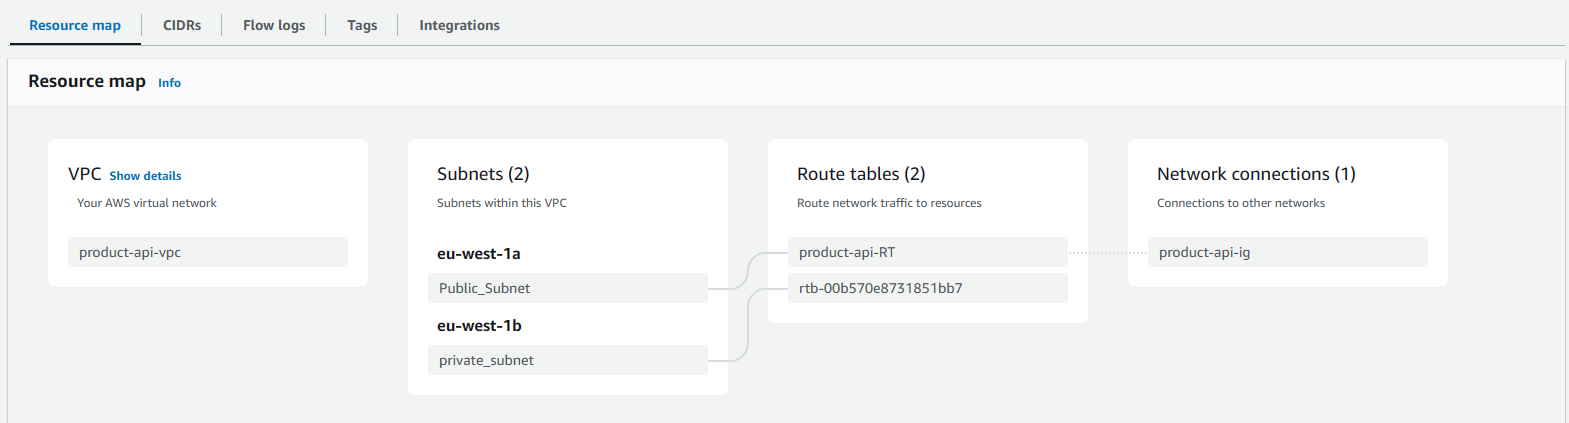 Resource map
CIDRs
Flow logs
Tags
Integrations
Resource map Info
VPC Show details
Your AWS virtual network
product-api-vpc
Subnets (2)
Subnets within this VPC
eu-west-1a
Public_Subnet
eu-west-1b
private_subnet
Route tables (2)
Route network traffic to resources
product-api-RT
rtb-00b570e8731851bb7
Network connections (1)
Connections to other networks
product-api-ig